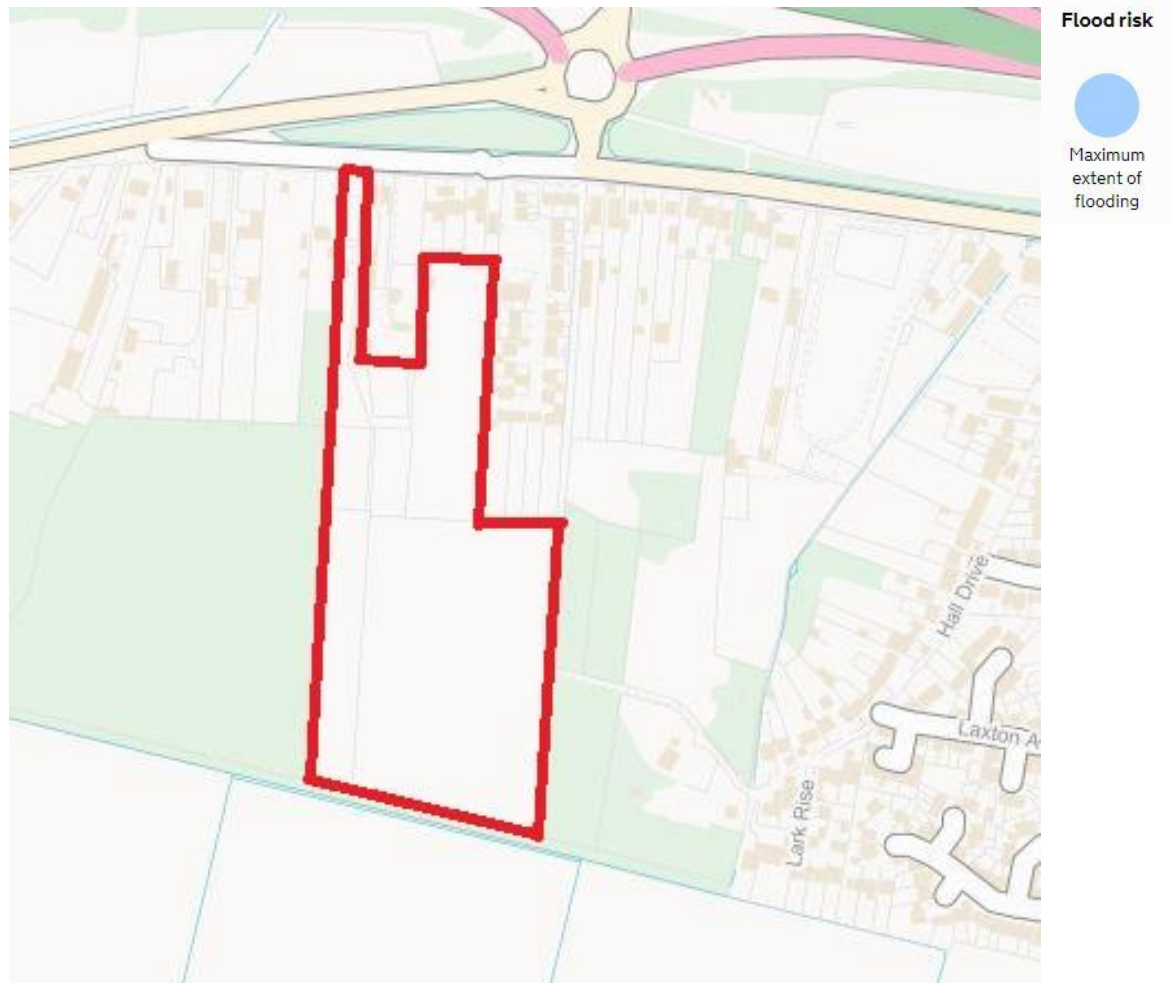 Flood risk
Maximum
extent of
flooding
Hall Drive
Laxton A
Lark Rise